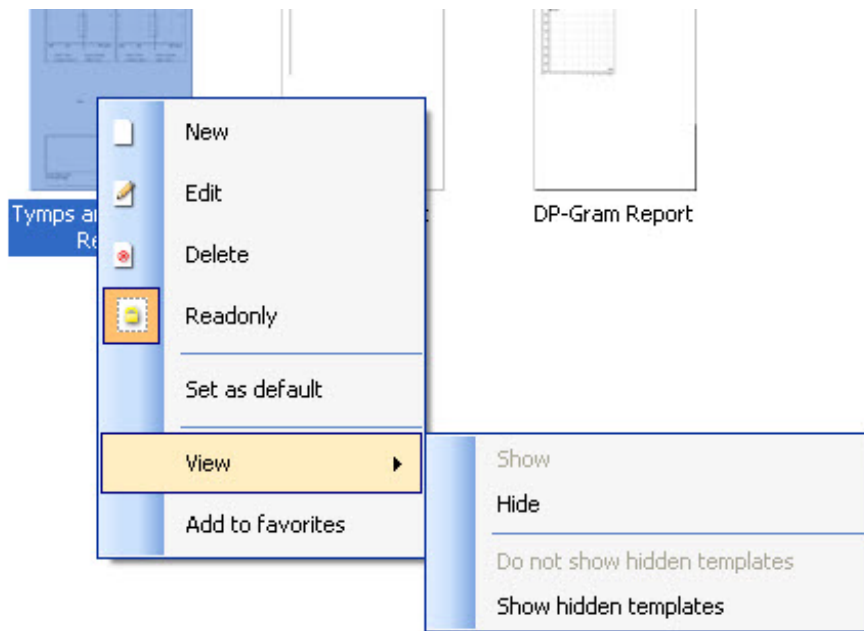 Tymps
DP-Gram Report
New
Edit
Delete
Readonly
Set as default
View
Add to favorites
Show
Hide
Do not show hidden templates
Show hidden templates